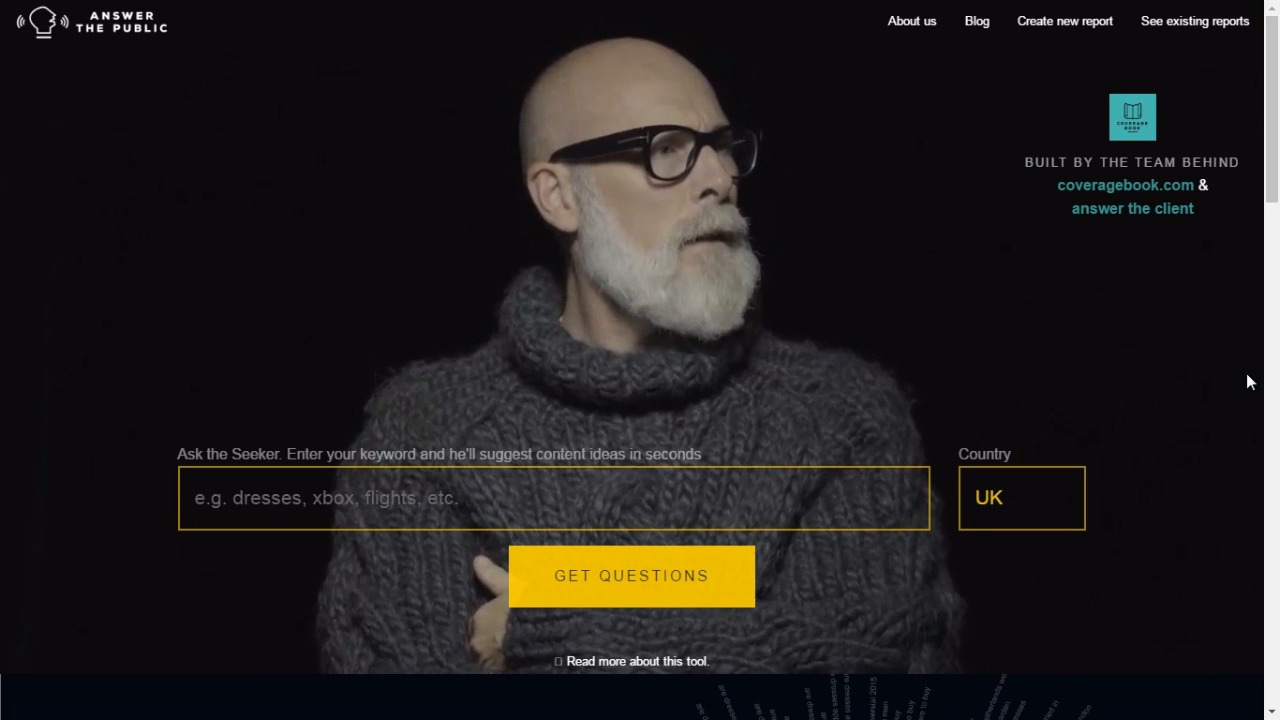 ANSWER
THE PUBLIC
About us
Blog
Create new report
See existing reports
COVERAGE
BOOK
BUILT BY THE TEAM BEHIND
coveragebook.com &
answer the client
Ask the Seeker. Enter your keyword and he'll suggest content ideas in seconds
Country
e.g. dresses, xbox, flights, etc.
UK
GET QUESTIONS
Read more about this tool.